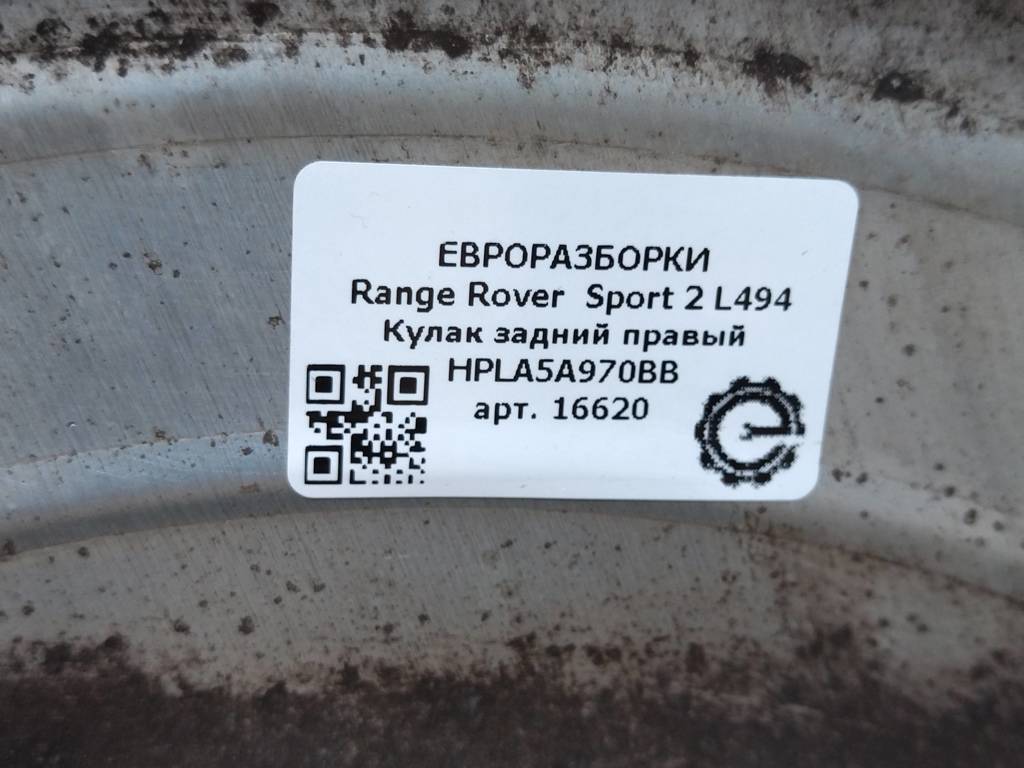 ЕВРОРАЗБОРКИ
Range Rover Sport 2 L494
Кулак задний правый
HPLA5A970BB
арт. 16620